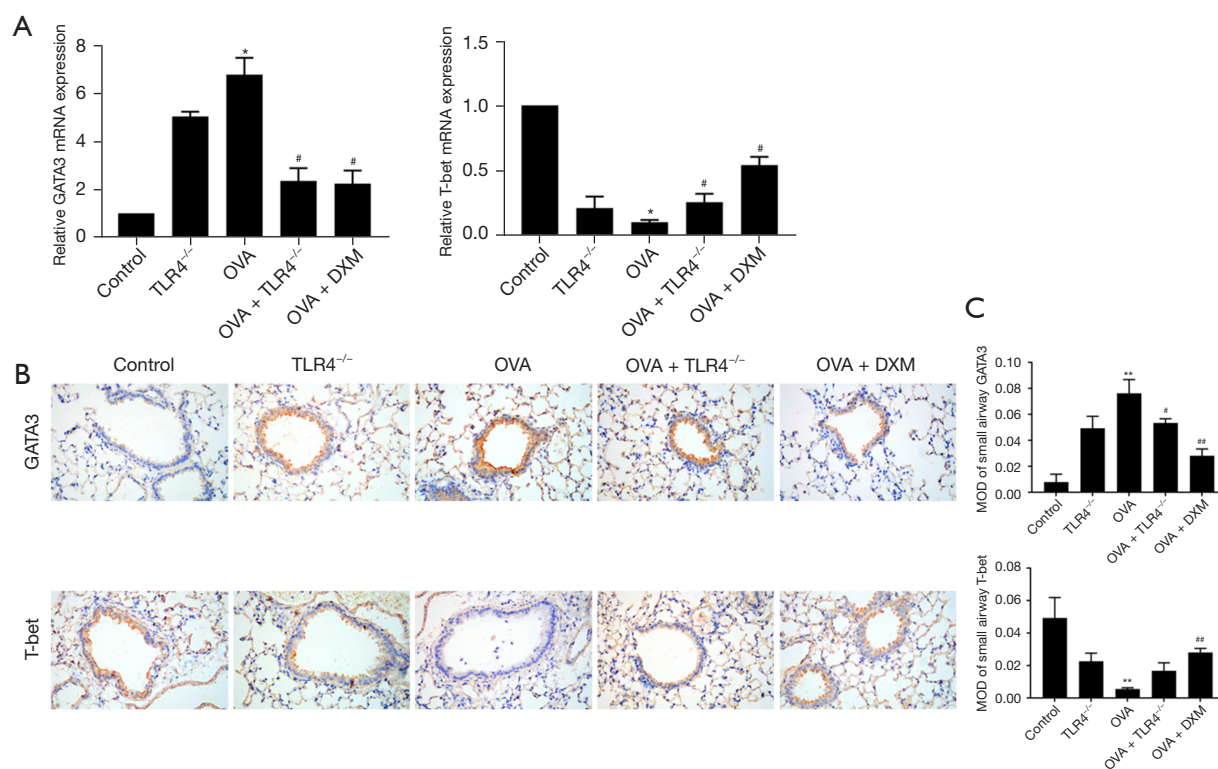 A
Relative GATA3 mRNA expression
8
6
4
2
0
*
#
#
Control
TLR4⁻/⁻
OVA
OVA + TLR4⁻/⁻
OVA + DXM
Relative T-bet mRNA expression
1.5
1.0
0.5
0.0
*
#
#
Control
TLR4⁻/⁻
OVA
OVA + TLR4⁻/⁻
OVA + DXM
B
Control
TLR4⁻/⁻
OVA
OVA + TLR4⁻/⁻
OVA + DXM
GATA3
T-bet
C
MOD of small airway GATA3
0.10
0.08
0.06
0.04
0.02
0.00
**
#
##
Control
TLR4⁻/⁻
OVA
OVA + TLR4⁻/⁻
OVA + DXM
MOD of small airway T-bet
0.08
0.06
0.04
0.02
0.00
**
##
Control
TLR4⁻/⁻
OVA
OVA + TLR4⁻/⁻
OVA + DXM